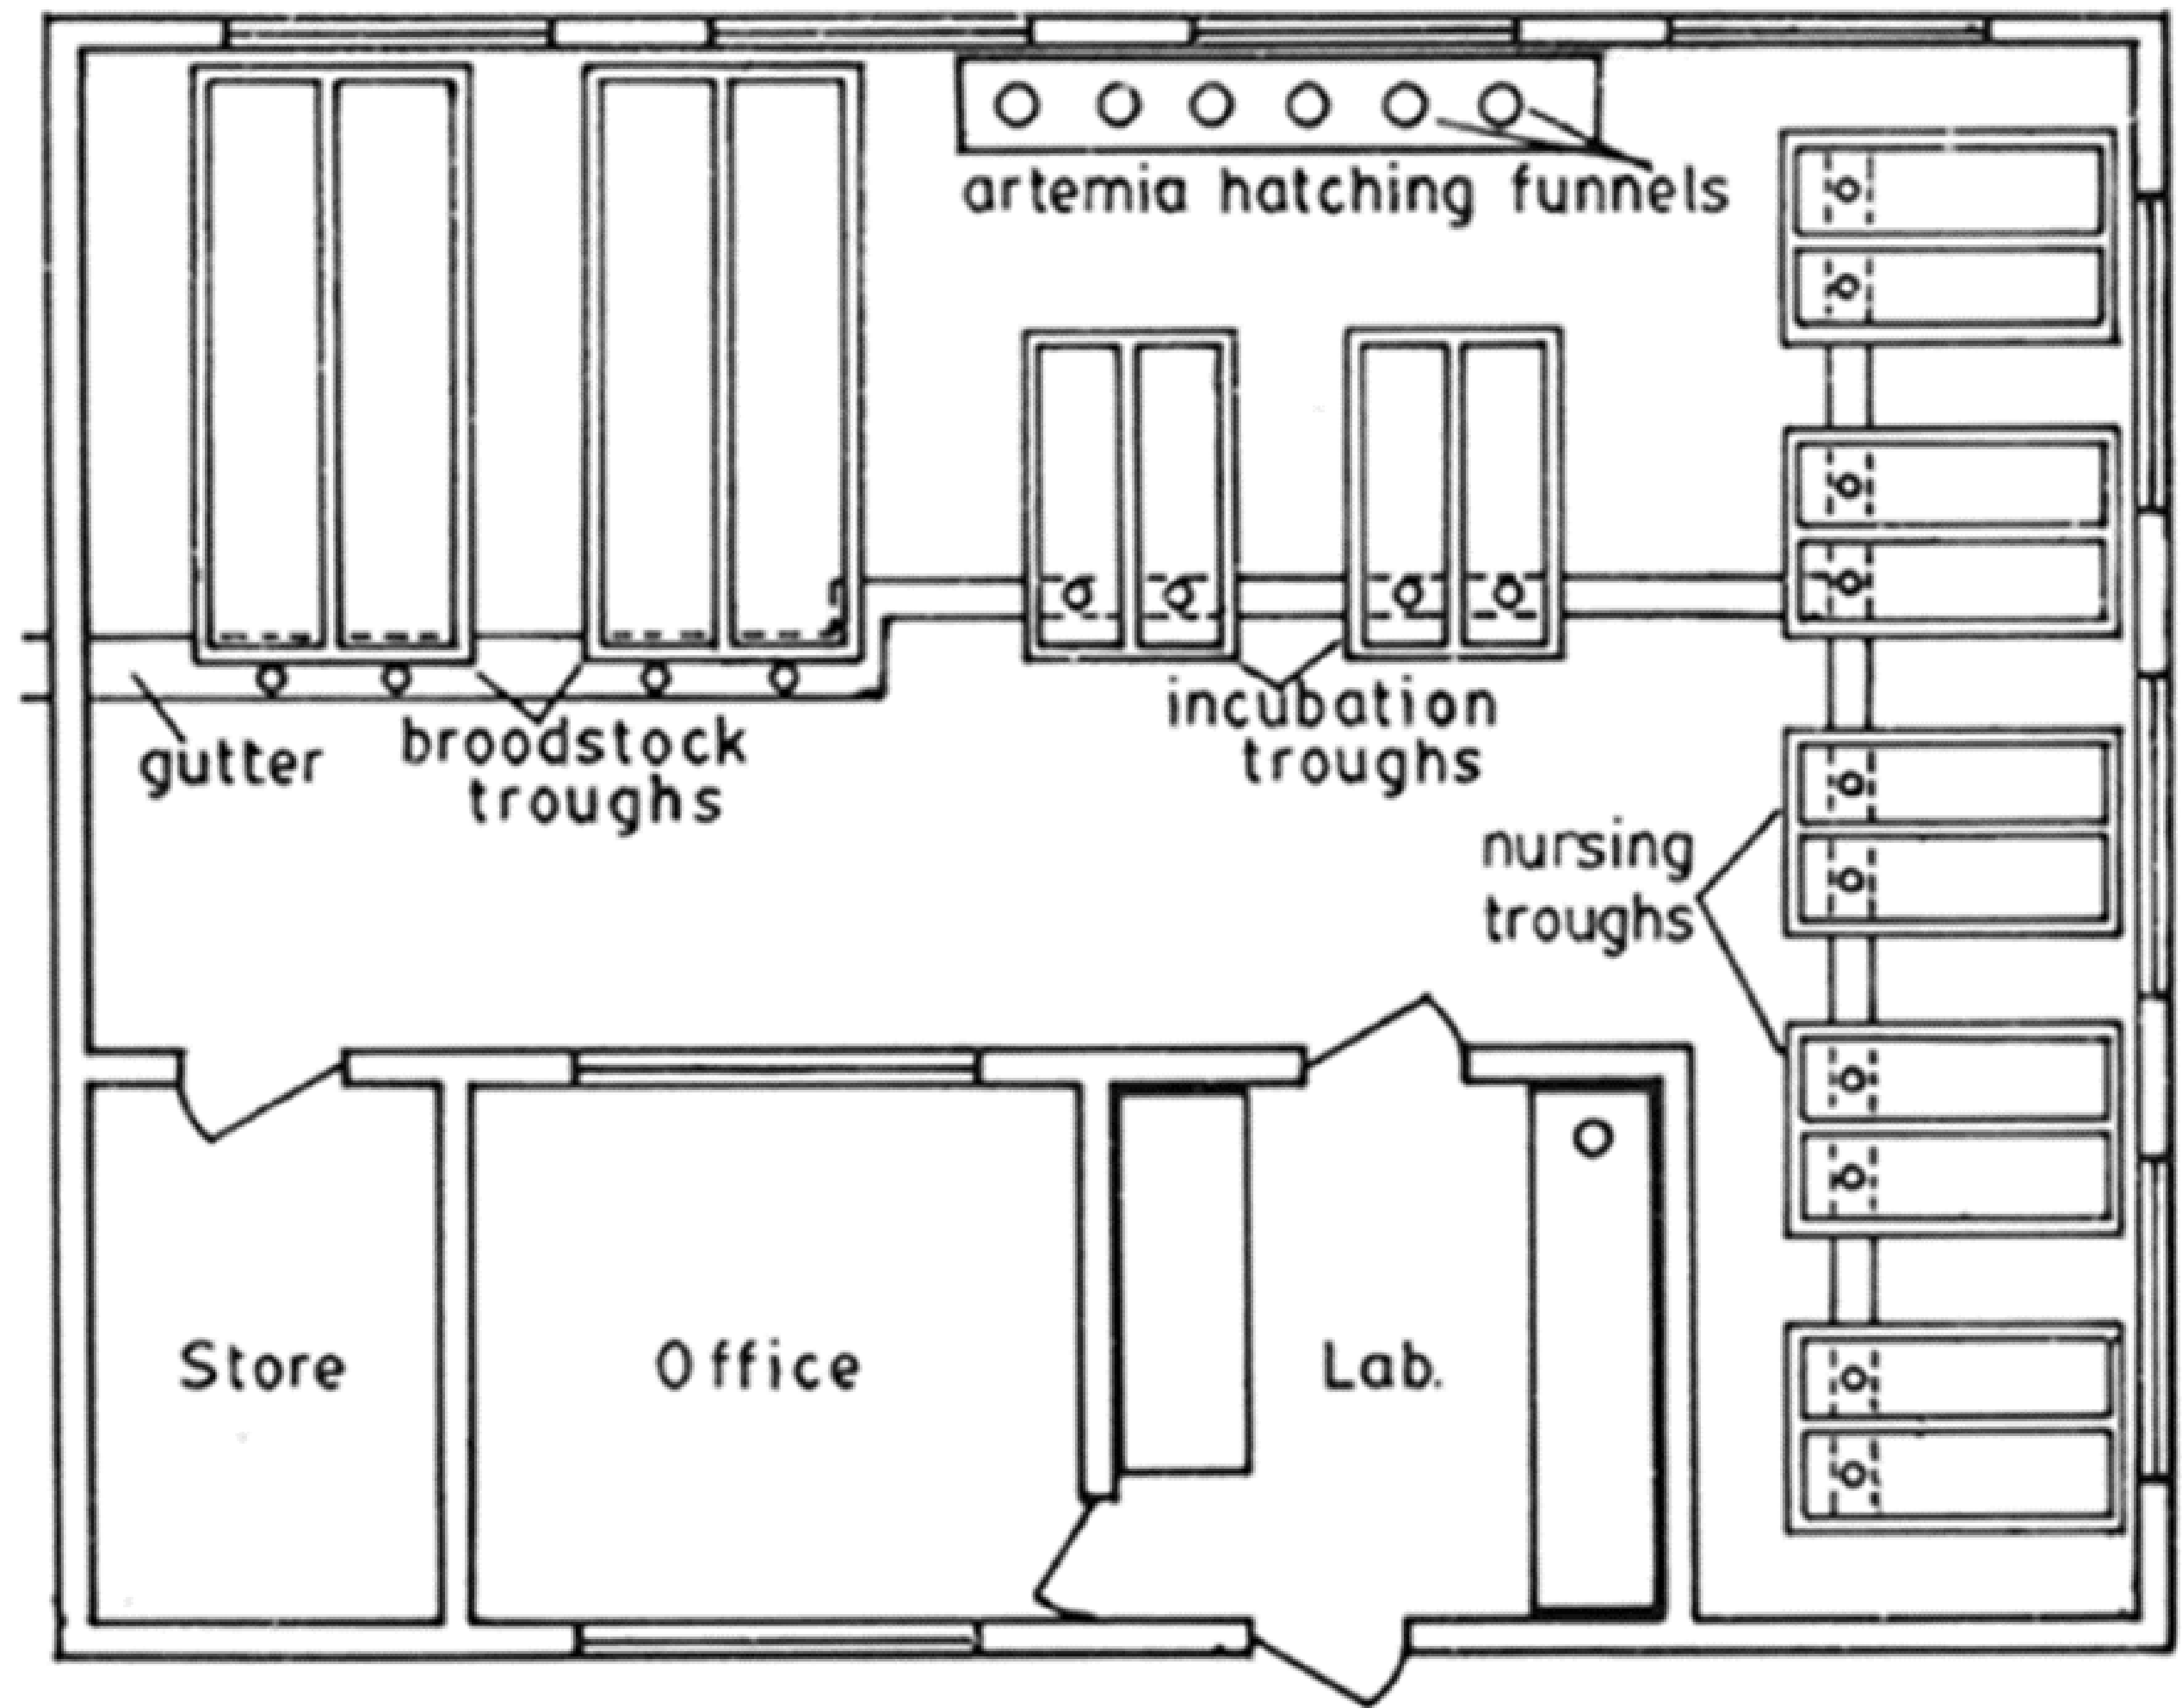 artemia hatching funnels
incubation
troughs
gutter
broodstock
troughs
nursing
troughs
Store
Office
Lab.